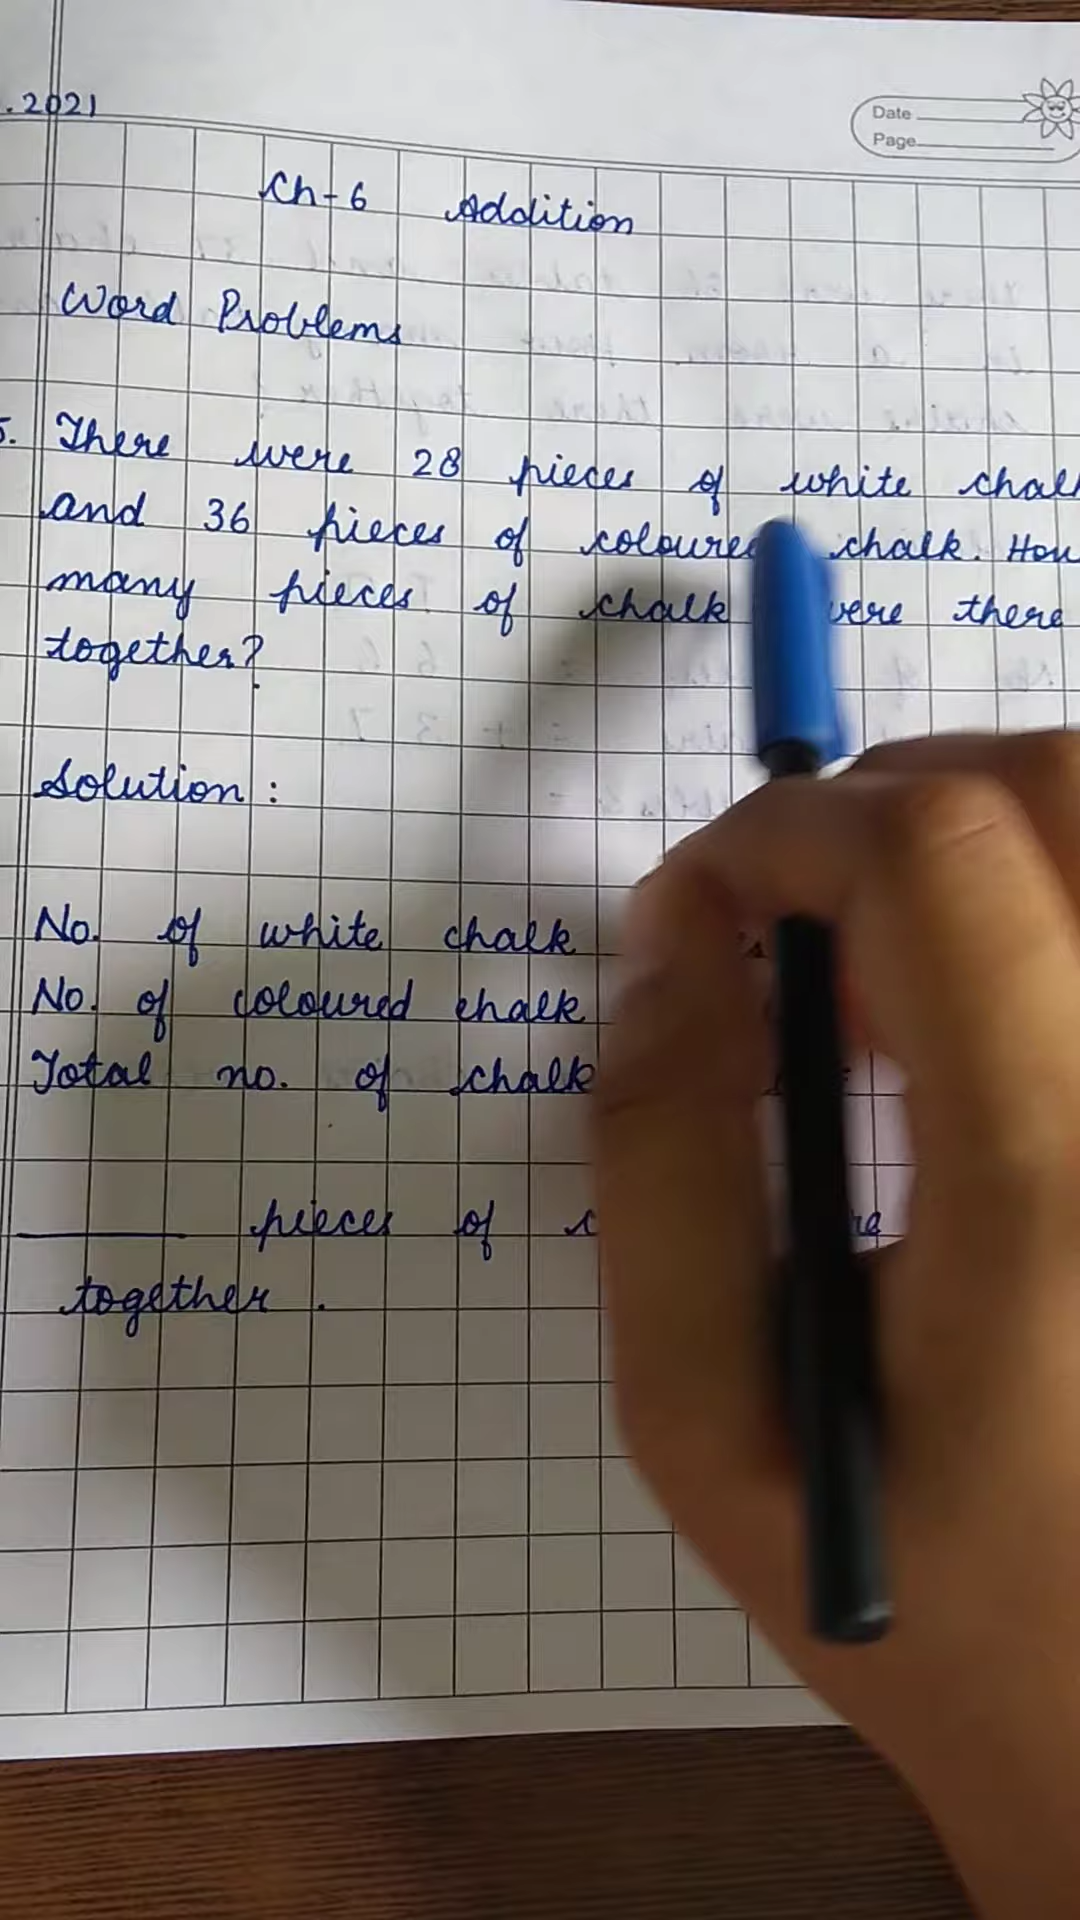 .2021
Date
Page
Ch-6 Addition
Word Problems
5. There were 28 pieces of white
and 36 pieces of coloured chalk.
many pieces of chalk were there
together?
Solution :
No. of white chalk
No. of coloured chalk
Total no. of chalk
pieces of
together.